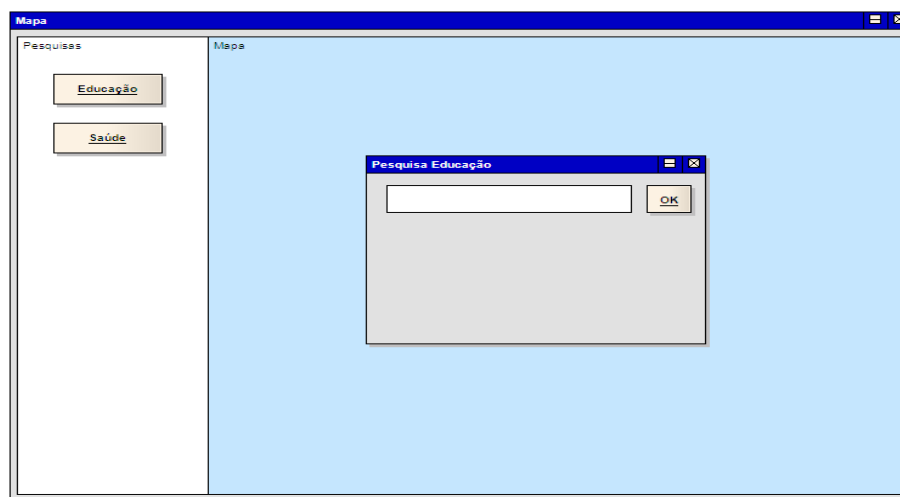 Mapa
Pesquisas
Mapa
Educação
Saúde
Pesquisa Educação
OK